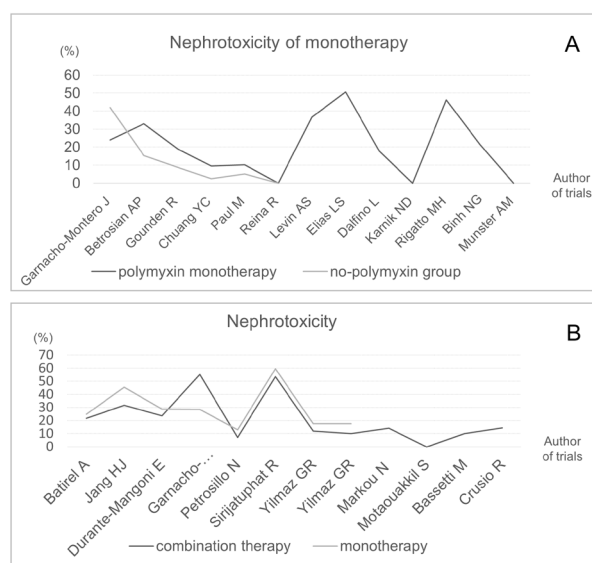 Nephrotoxicity of monotherapy
A
(%)
60
50
40
30
20
10
0
Garnacho-Montero J
Betrosian AP
Gounden R
Chuang YC
Paul M
Reina R
Levin AS
Elias LS
Dalfino L
Karnik ND
Rigatto MH
Binh NG
Munster AM
Author
of trials
polymyxin monotherapy
no-polymyxin group
Nephrotoxicity
B
(%)
70
60
50
40
30
20
10
0
Batirel A
Jang HJ
Durante-Mangoni E
Garnacho-...
Petrosillo N
Sirijatuphat R
Yilmaz GR
Yilmaz GR
Markou N
Motaouakkil S
Bassetti M
Crusio R
Author
of trials
combination therapy
monotherapy